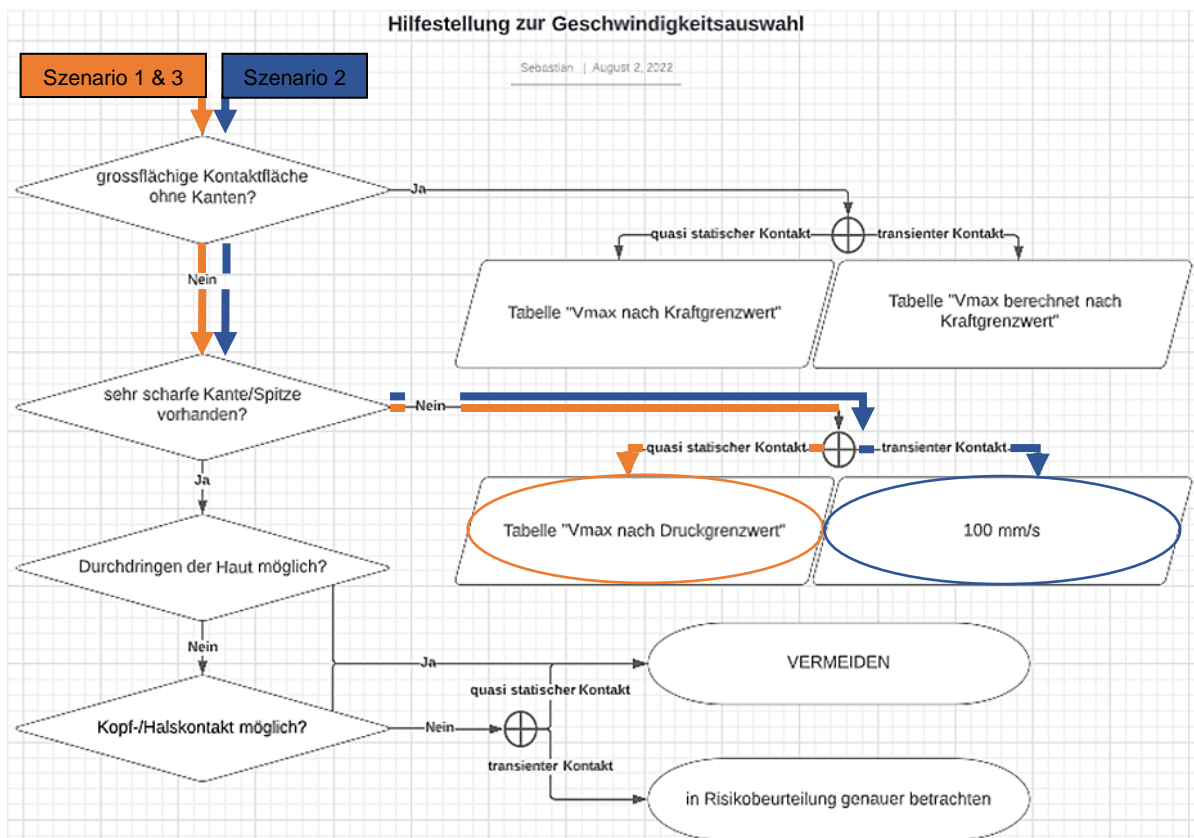 Hilfestellung zur Geschwindigkeitsauswahl
Sebastian | August 2, 2022
Szenario 1 & 3
Szenario 2
grossflächige Kontaktfläche
ohne Kanten?
Ja
quasi statischer Kontakt
transienter Kontakt
Nein
Tabelle "Vmax nach Kraftgrenzwert"
Tabelle "Vmax berechnet nach
Kraftgrenzwert"
sehr scharfe Kante/Spitze
vorhanden?
Nein
quasi statischer Kontakt
transienter Kontakt
Ja
Tabelle "Vmax nach Druckgrenzwert"
100 mm/s
Durchdringen der Haut möglich?
Nein
Ja
VERMEIDEN
quasi statischer Kontakt
Kopf-/Halskontakt möglich?
Nein
transienter Kontakt
in Risikobeurteilung genauer betrachten